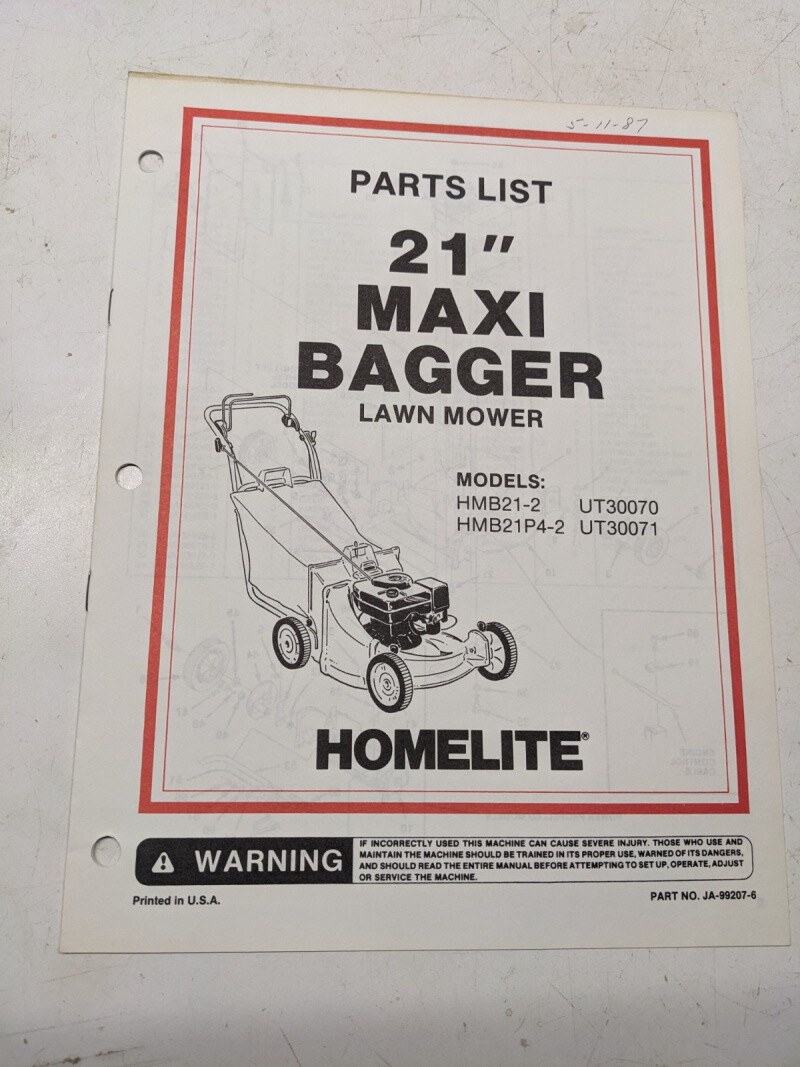 5-11-87
PARTS LIST
21"
MAXI
BAGGER
LAWN MOWER
MODELS:
HMB21-2 UT30070
HMB21P4-2 UT30071
HOMELITE®
WARNING
IF INCORRECTLY USED THIS MACHINE CAN CAUSE SEVERE INJURY. THOSE WHO USE AND
MAINTAIN THE MACHINE SHOULD BE TRAINED IN ITS PROPER USE, WARNED OF ITS DANGERS,
AND SHOULD READ THE ENTIRE MANUAL BEFORE ATTEMPTING TO SET UP, OPERATE, ADJUST
OR SERVICE THE MACHINE.
Printed in U.S.A.
PART NO. JA-99207-6